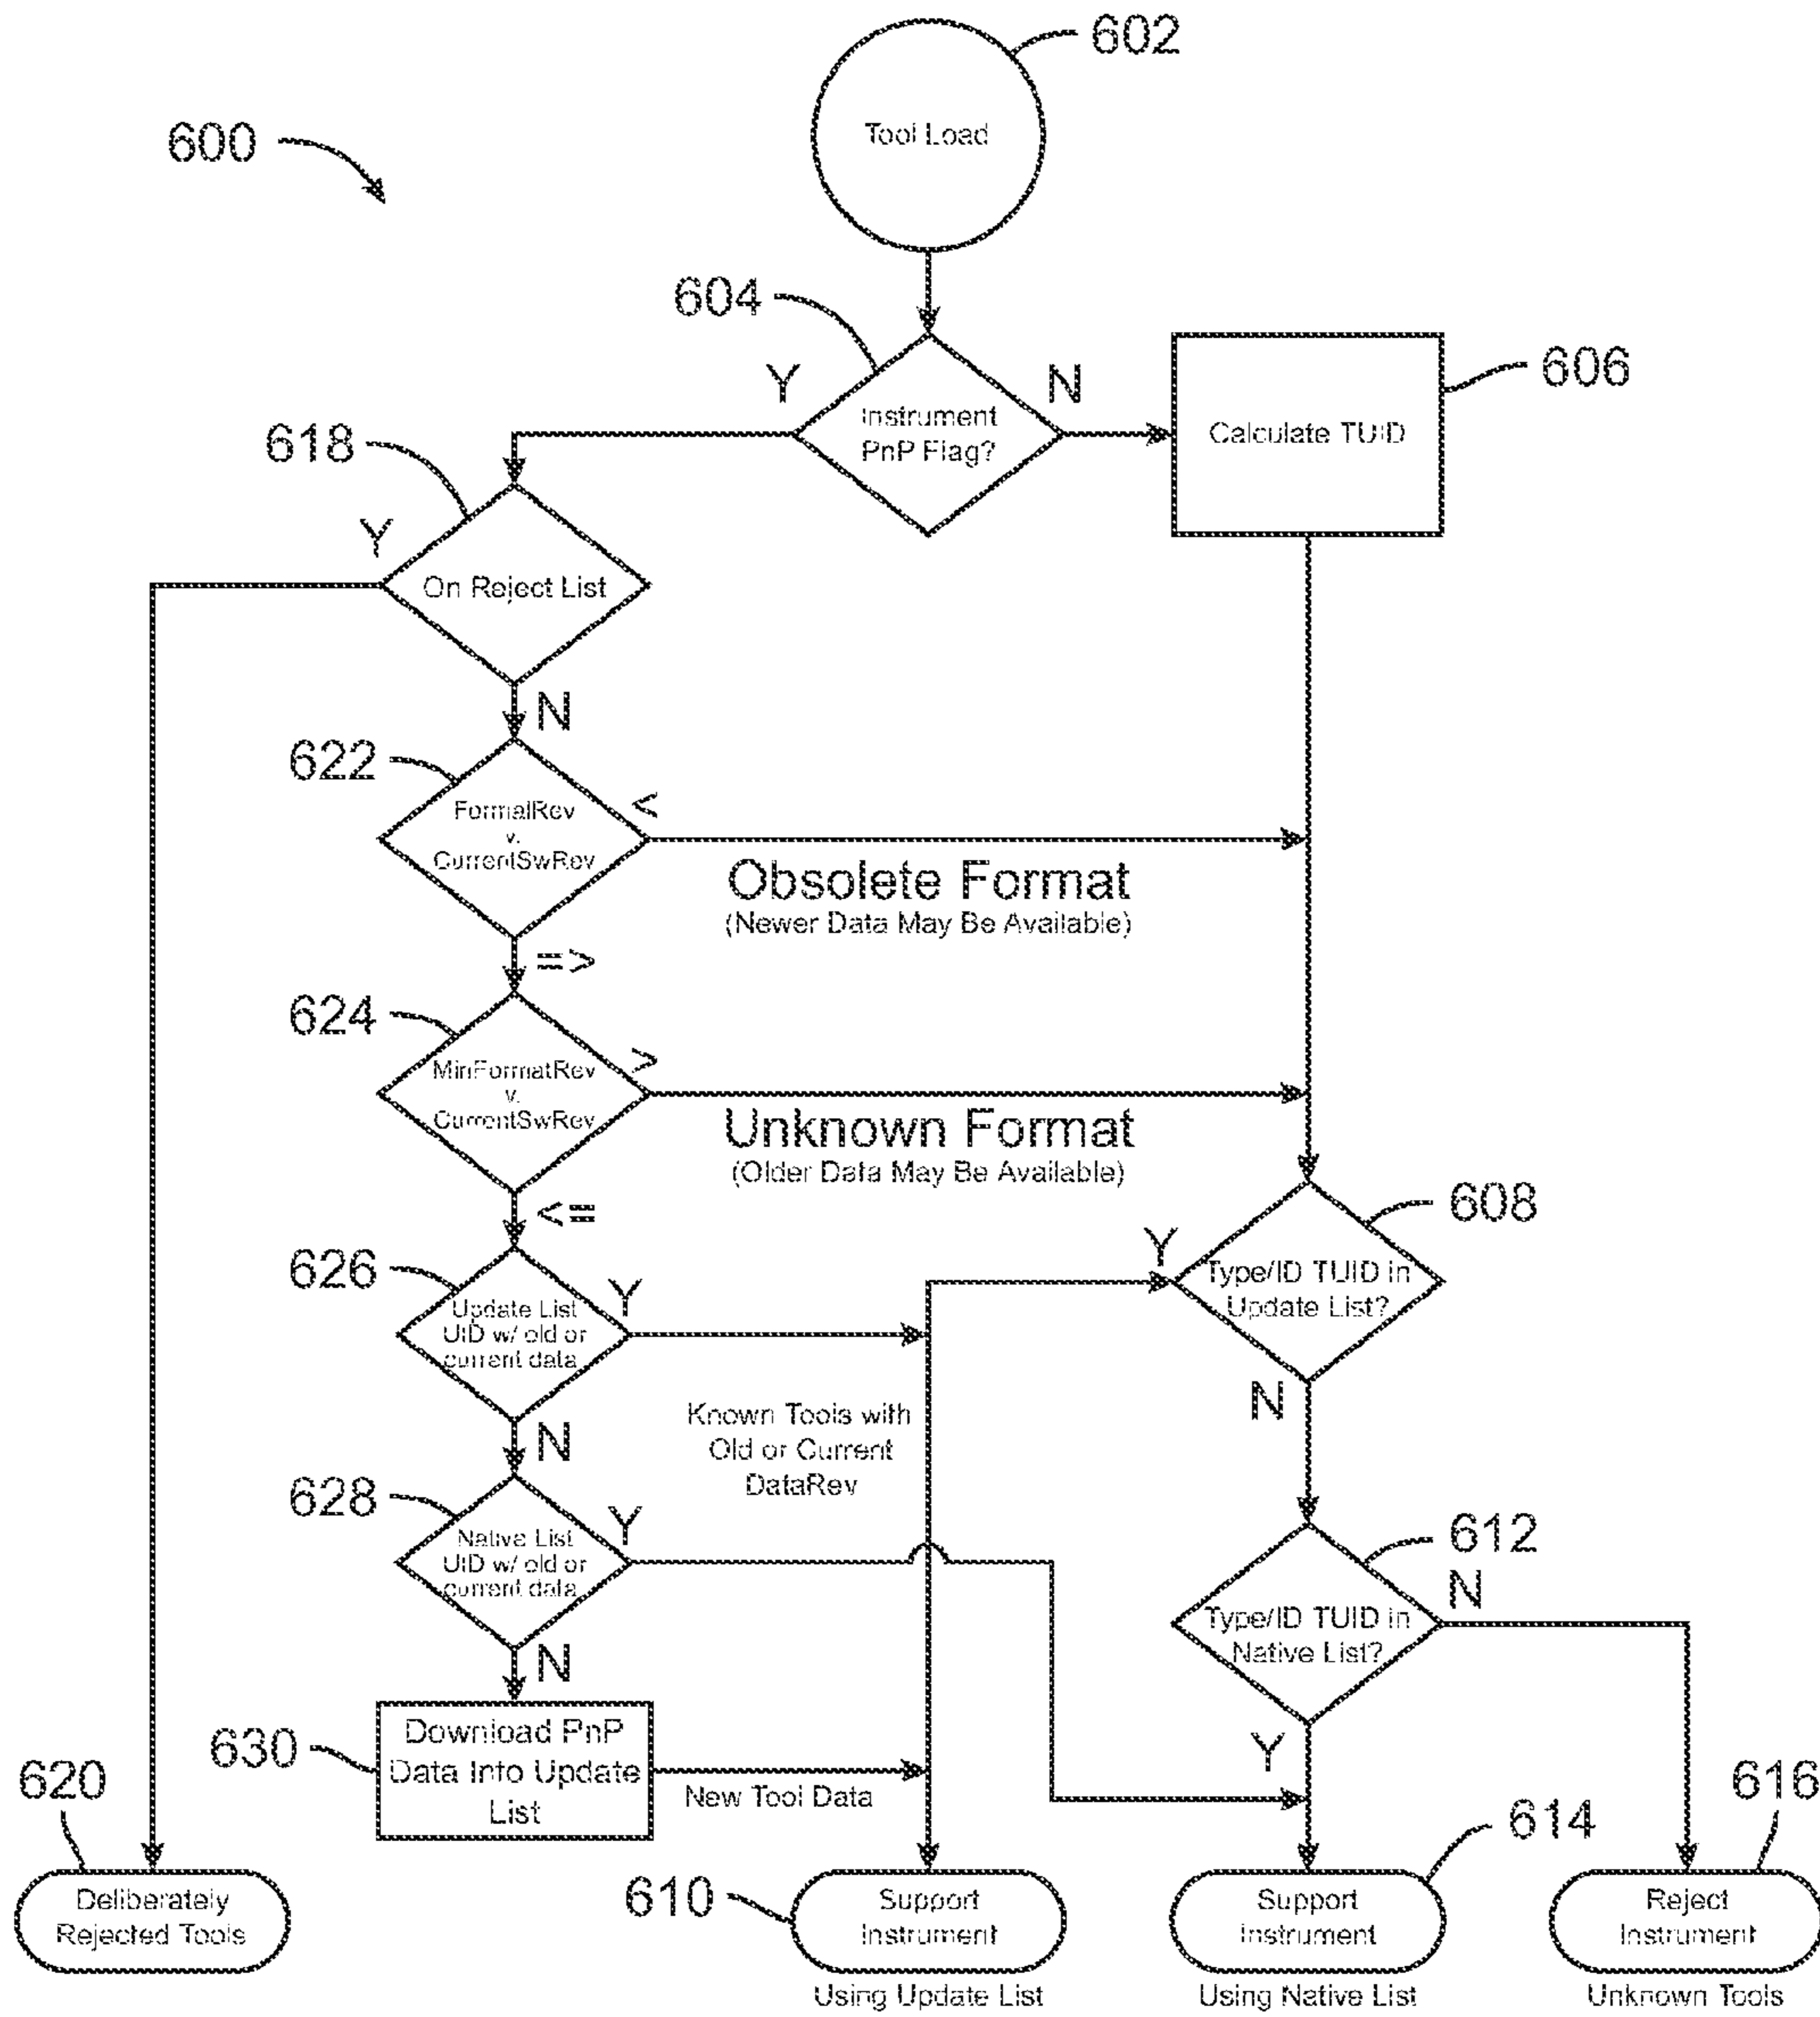 602
Tool Load
600
604
Y
N
Instrument
PnP Flag?
606
Calculate TUID
618
Y
On Reject List
N
622
FormalRev
v.
CurrentSwRev
<
Obsolete Format
(Newer Data May Be Available)
=>
624
MinFormatRev
v.
CurrentSwRev
>
Unknown Format
(Older Data May Be Available)
<=
608
Y
Type/ID TUID in
Update List?
N
626
Update List
UID w/ old or
current data
Y
N
Known Tools with
Old or Current
DataRev
628
Native List
UID w/ old or
current data
Y
N
612
Type/ID TUID in
Native List?
N
Y
630
Download PnP
Data Into Update
List
New Tool Data
620
Deliberately
Rejected Tools
610
Support
Instrument
Using Update List
614
Support
Instrument
Using Native List
616
Reject
Instrument
Unknown Tools